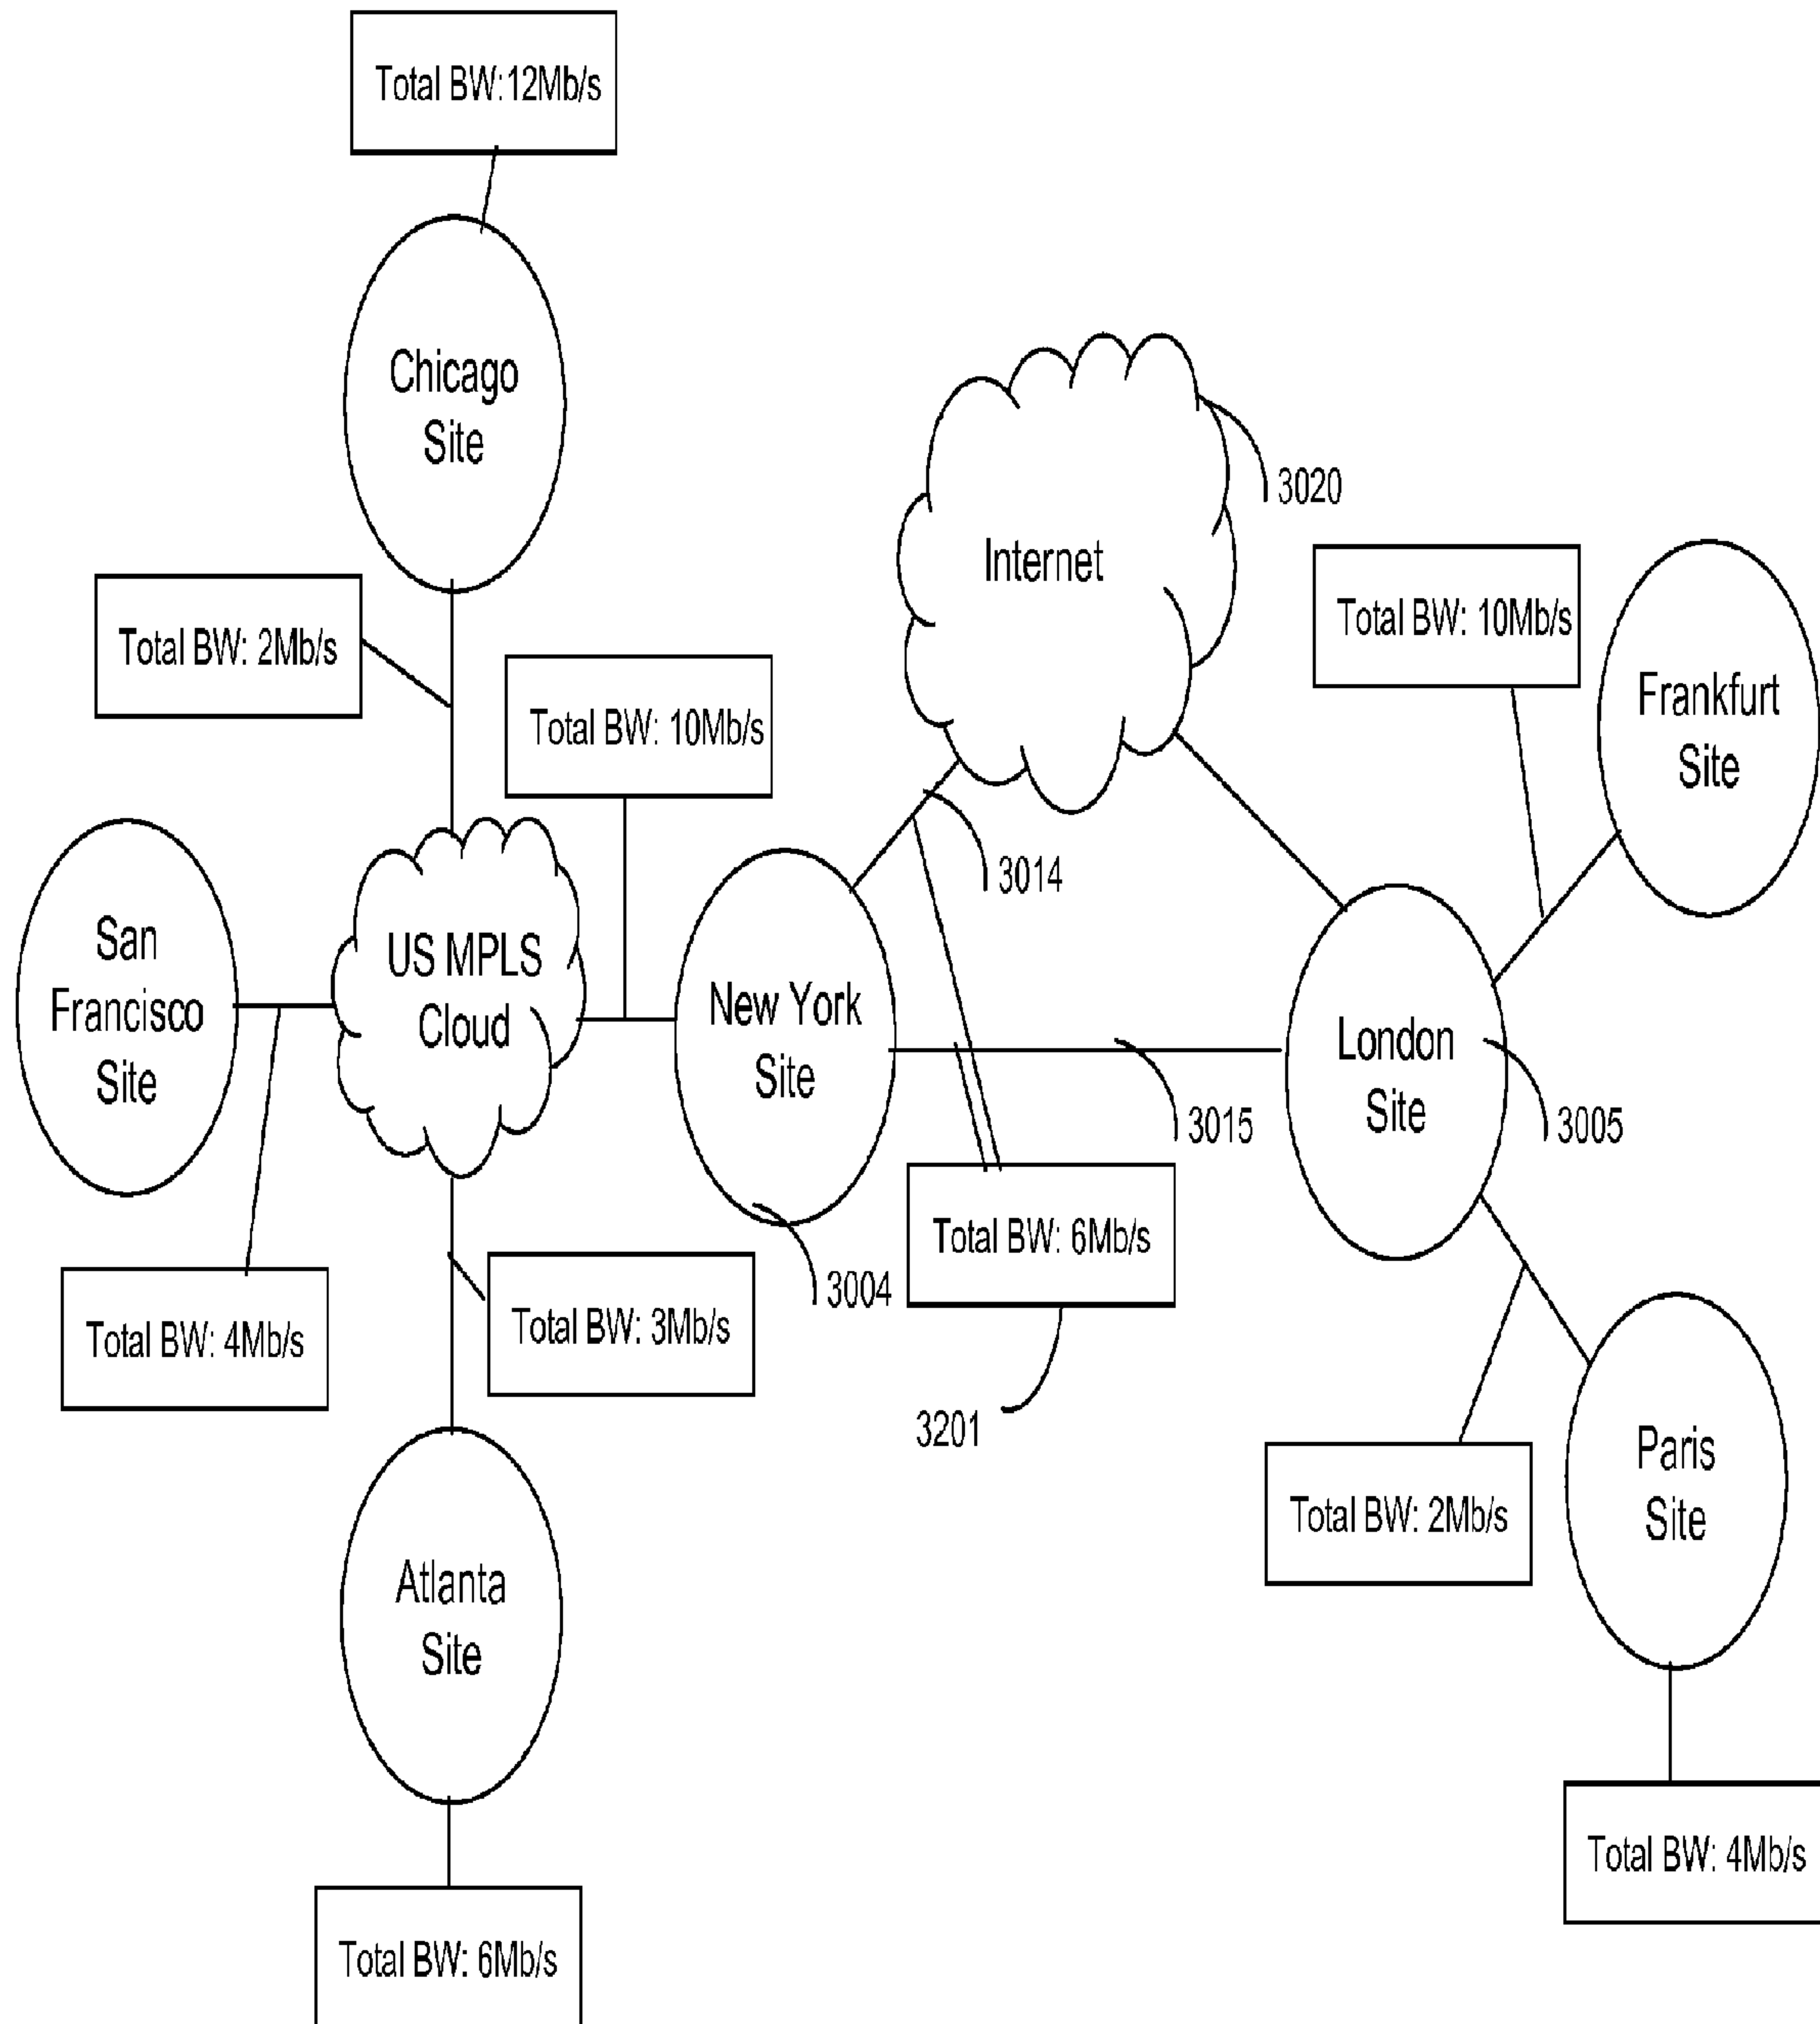 Total BW:12Mb/s
Chicago
Site
3020
Internet
Total BW: 10Mb/s
Total BW: 2Mb/s
Total BW: 10Mb/s
Frankfurt
Site
3014
San
Francisco
Site
US MPLS
Cloud
New York
Site
London
Site
3015
3005
Total BW: 6Mb/s
3004
Total BW: 4Mb/s
Total BW: 3Mb/s
3201
Paris
Site
Total BW: 2Mb/s
Atlanta
Site
Total BW: 4Mb/s
Total BW: 6Mb/s